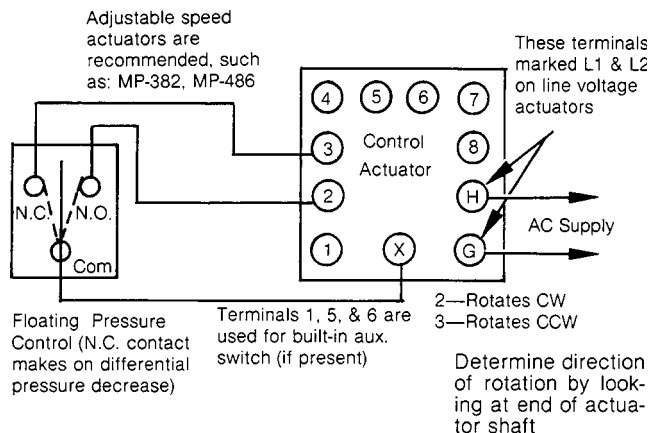 Adjustable speed
actuators are
recommended, such
as: MP-382, MP-486
These terminals
marked L1 & L2
on line voltage
actuators
4
5
6
7
3
Control
Actuator
8
2
H
1
X
G
AC Supply
N.C.
N.O.
Com.
Floating Pressure
Control (N.C. contact
makes on differential
pressure decrease)
Terminals 1, 5, & 6 are
used for built-in aux.
switch (if present)
2—Rotates CW
3—Rotates CCW
Determine direction
of rotation by look-
ing at end of actua-
tor shaft